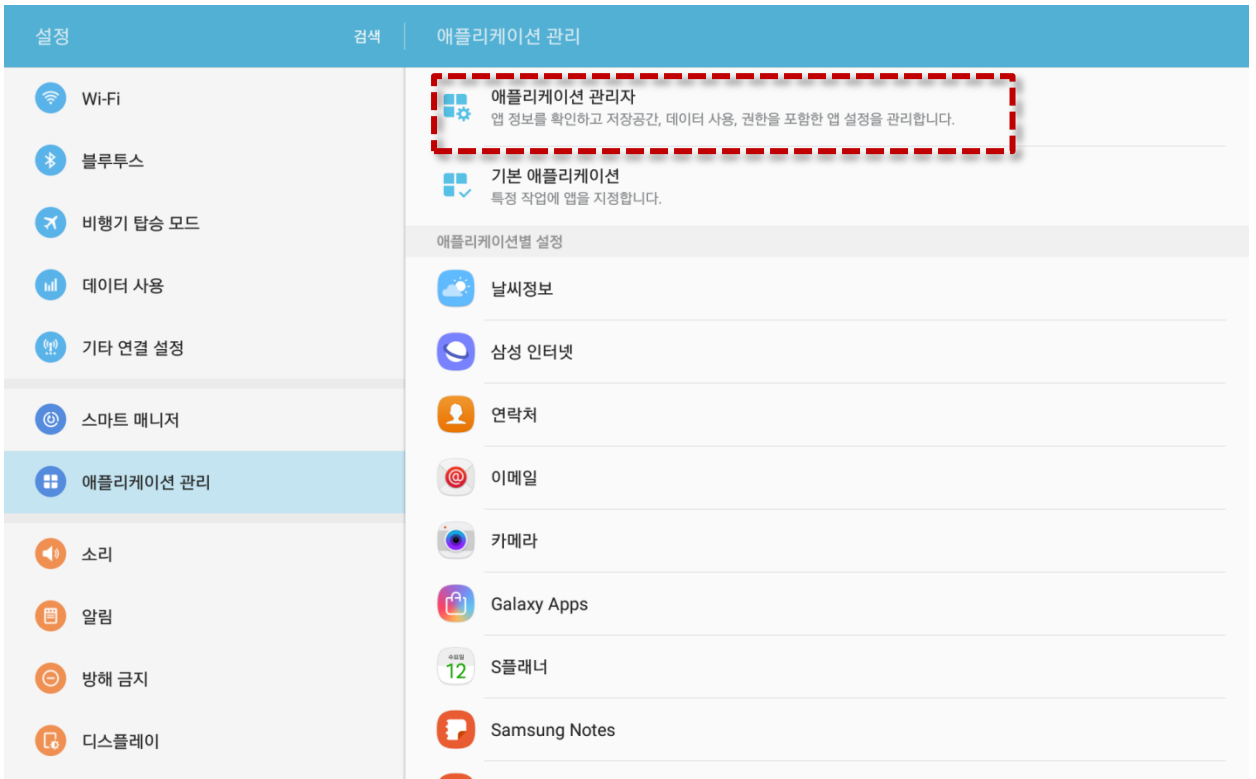 설정
검색
애플리케이션 관리
Wi-Fi
블루투스
비행기 탑승 모드
데이터 사용
기타 연결 설정
스마트 매니저
애플리케이션 관리
소리
알림
방해 금지
디스플레이
애플리케이션 관리자
앱 정보를 확인하고 저장공간, 데이터 사용, 권한을 포함한 앱 설정을 관리합니다.
기본 애플리케이션
특정 작업에 앱을 지정합니다.
애플리케이션별 설정
날씨정보
삼성 인터넷
연락처
이메일
카메라
Galaxy Apps
수요일
12
S플래너
Samsung Notes